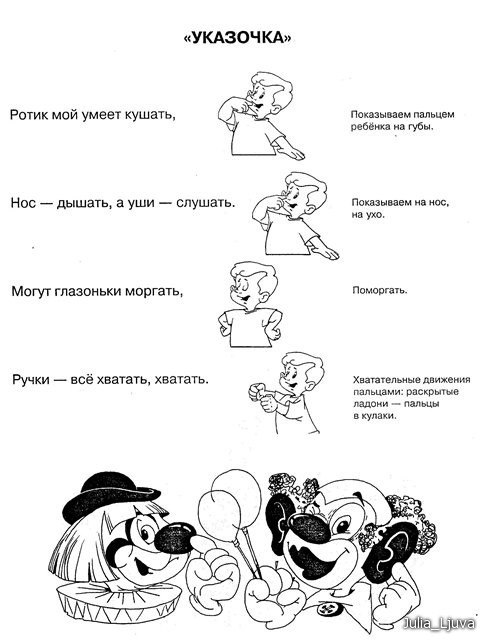 «УКАЗОЧКА»
Ротик мой умеет кушать,
Показываем пальцем
ребёнка на губы.
Нос — дышать, а уши — слушать.
Показываем на нос,
на ухо.
Могут глазоньки моргать,
Поморгать.
Ручки — всё хватать, хватать.
Хватательные движения
пальцами: раскрытые
ладони — пальцы
в кулаки.
Julia_Ljuva